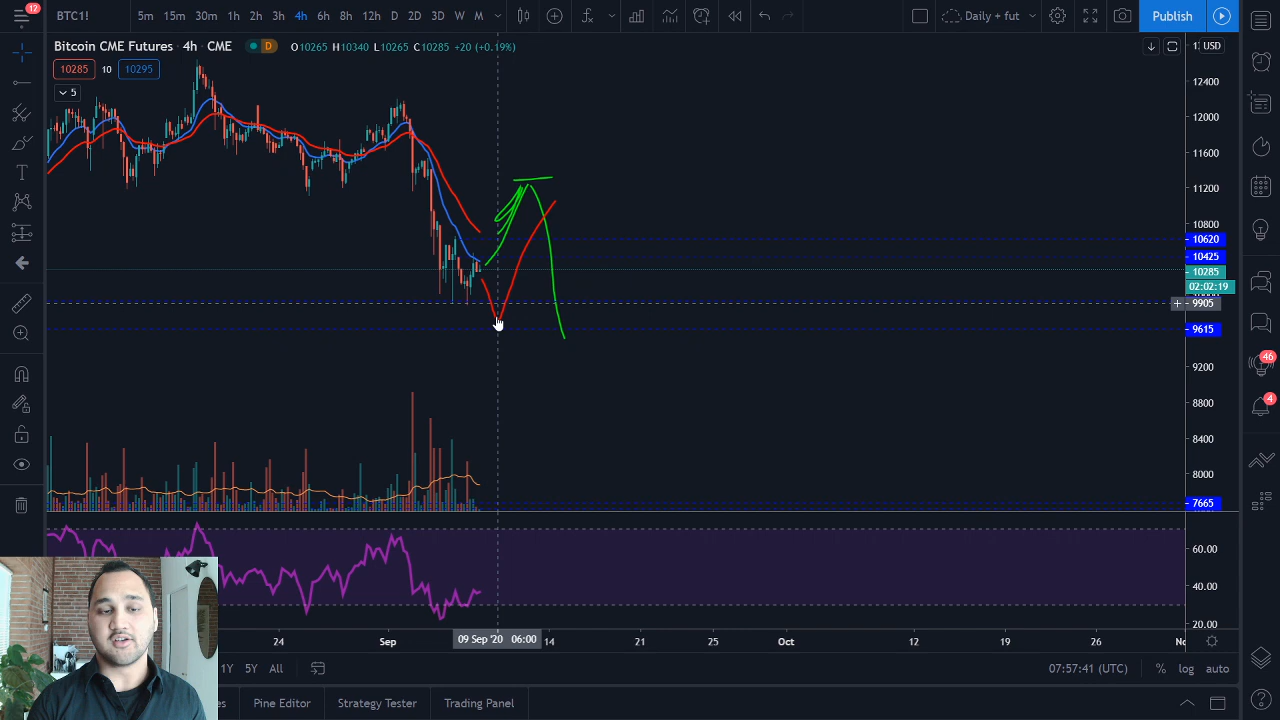 12
BTC1!
5m 15m 30m 1h 2h 3h 4h 6h 8h 12h D 2D 3D W M
Daily + fut
Publish
Bitcoin CME Futures · 4h · CME
D
O10265 H10340 L10265 C10285 +20 (+0.19%)
USD
10285 10 10295
5
12400
12000
11600
11200
10800
10620
10425
10285
02:02:19
9905
9615
9200
8800
8400
8000
7665
60.00
40.00
20.00
46
4
24 Sep 09 Sep '20 06:00 14 21 25 Oct 12 19 26
1Y 5Y All
07:57:41 (UTC) % log auto
Pine Editor Strategy Tester Trading Panel